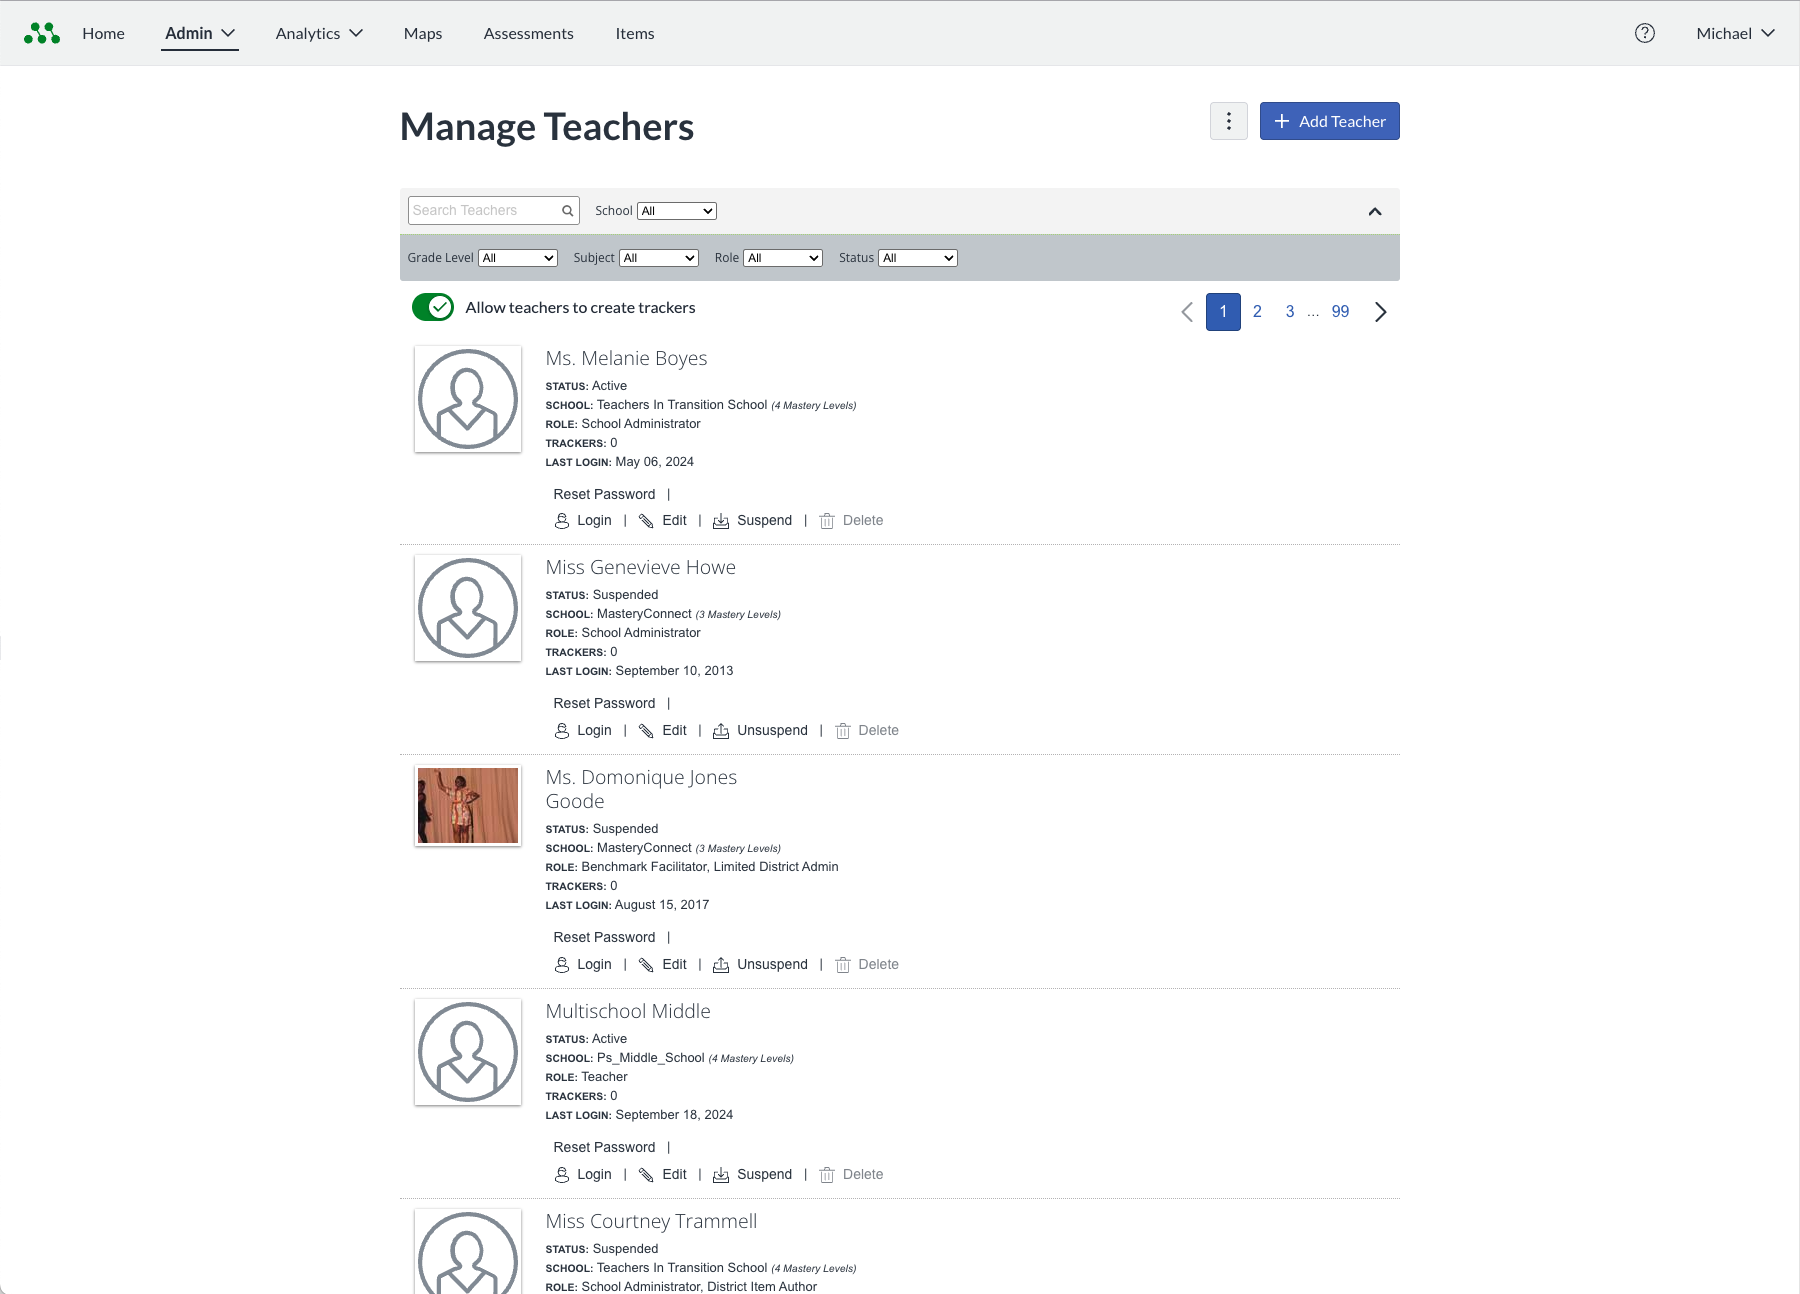 Home Admin Analytics Maps Assessments Items Michael
Manage Teachers
+ Add Teacher
Search Teachers School All
Grade Level All Subject All Role All Status All
Allow teachers to create trackers
1 2 3 ... 99
Ms. Melanie Boyes
STATUS: Active
SCHOOL: Teachers In Transition School (4 Mastery Levels)
ROLE: School Administrator
TRACKERS: 0
LAST LOGIN: May 06, 2024
Reset Password |
Login | Edit | Suspend | Delete
Miss Genevieve Howe
STATUS: Suspended
SCHOOL: MasteryConnect (3 Mastery Levels)
ROLE: School Administrator
TRACKERS: 0
LAST LOGIN: September 10, 2013
Reset Password |
Login | Edit | Unsuspend | Delete
Ms. Domonique Jones
Goode
STATUS: Suspended
SCHOOL: MasteryConnect (3 Mastery Levels)
ROLE: Benchmark Facilitator, Limited District Admin
TRACKERS: 0
LAST LOGIN: August 15, 2017
Reset Password |
Login | Edit | Unsuspend | Delete
Multischool Middle
STATUS: Active
SCHOOL: Ps_Middle_School (4 Mastery Levels)
ROLE: Teacher
TRACKERS: 0
LAST LOGIN: September 18, 2024
Reset Password |
Login | Edit | Suspend | Delete
Miss Courtney Trammell
STATUS: Suspended
SCHOOL: Teachers In Transition School (4 Mastery Levels)
ROLE: School Administrator, District Item Author